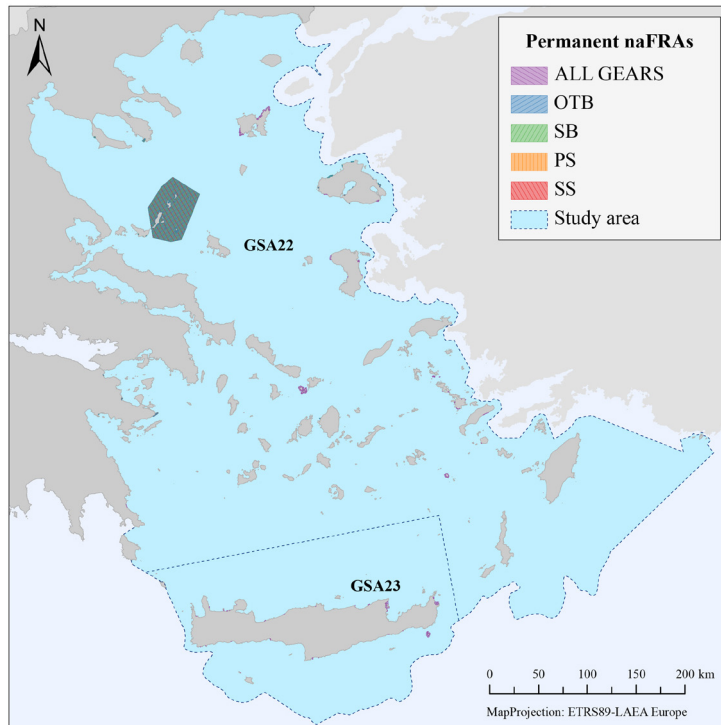 N
Permanent naFRAs
ALL GEARS
OTB
SB
PS
SS
Study area
GSA22
GSA23
0 50 100 150 200 km
MapProjection: ETRS89-LAEA Europe